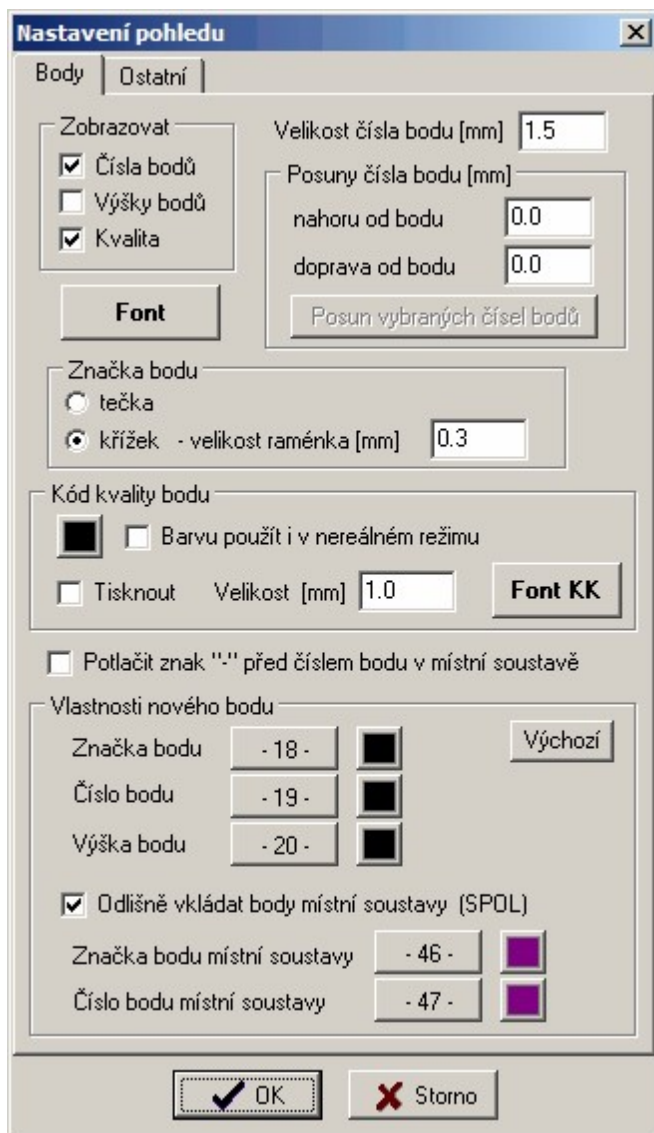 Nastavení pohledu
Body
Ostatní
Zobrazovat
Čísla bodů
Výšky bodů
Kvalita
Font
Velikost čísla bodu [mm] 1.5
Posuny čísla bodu [mm]
nahoru od bodu 0.0
doprava od bodu 0.0
Posun vybraných čísel bodů
Značka bodu
tečka
křížek - velikost raménka [mm] 0.3
Kód kvality bodu
Barvu použít i v nereálném režimu
Tisknout Velikost [mm] 1.0 Font KK
Potlačit znak "-" před číslem bodu v místní soustavě
Vlastnosti nového bodu
Značka bodu - 18 - Výchozí
Číslo bodu - 19 -
Výška bodu - 20 -
Odlišně vkládat body místní soustavy (SPOL)
Značka bodu místní soustavy - 46 -
Číslo bodu místní soustavy - 47 -
OK Storno